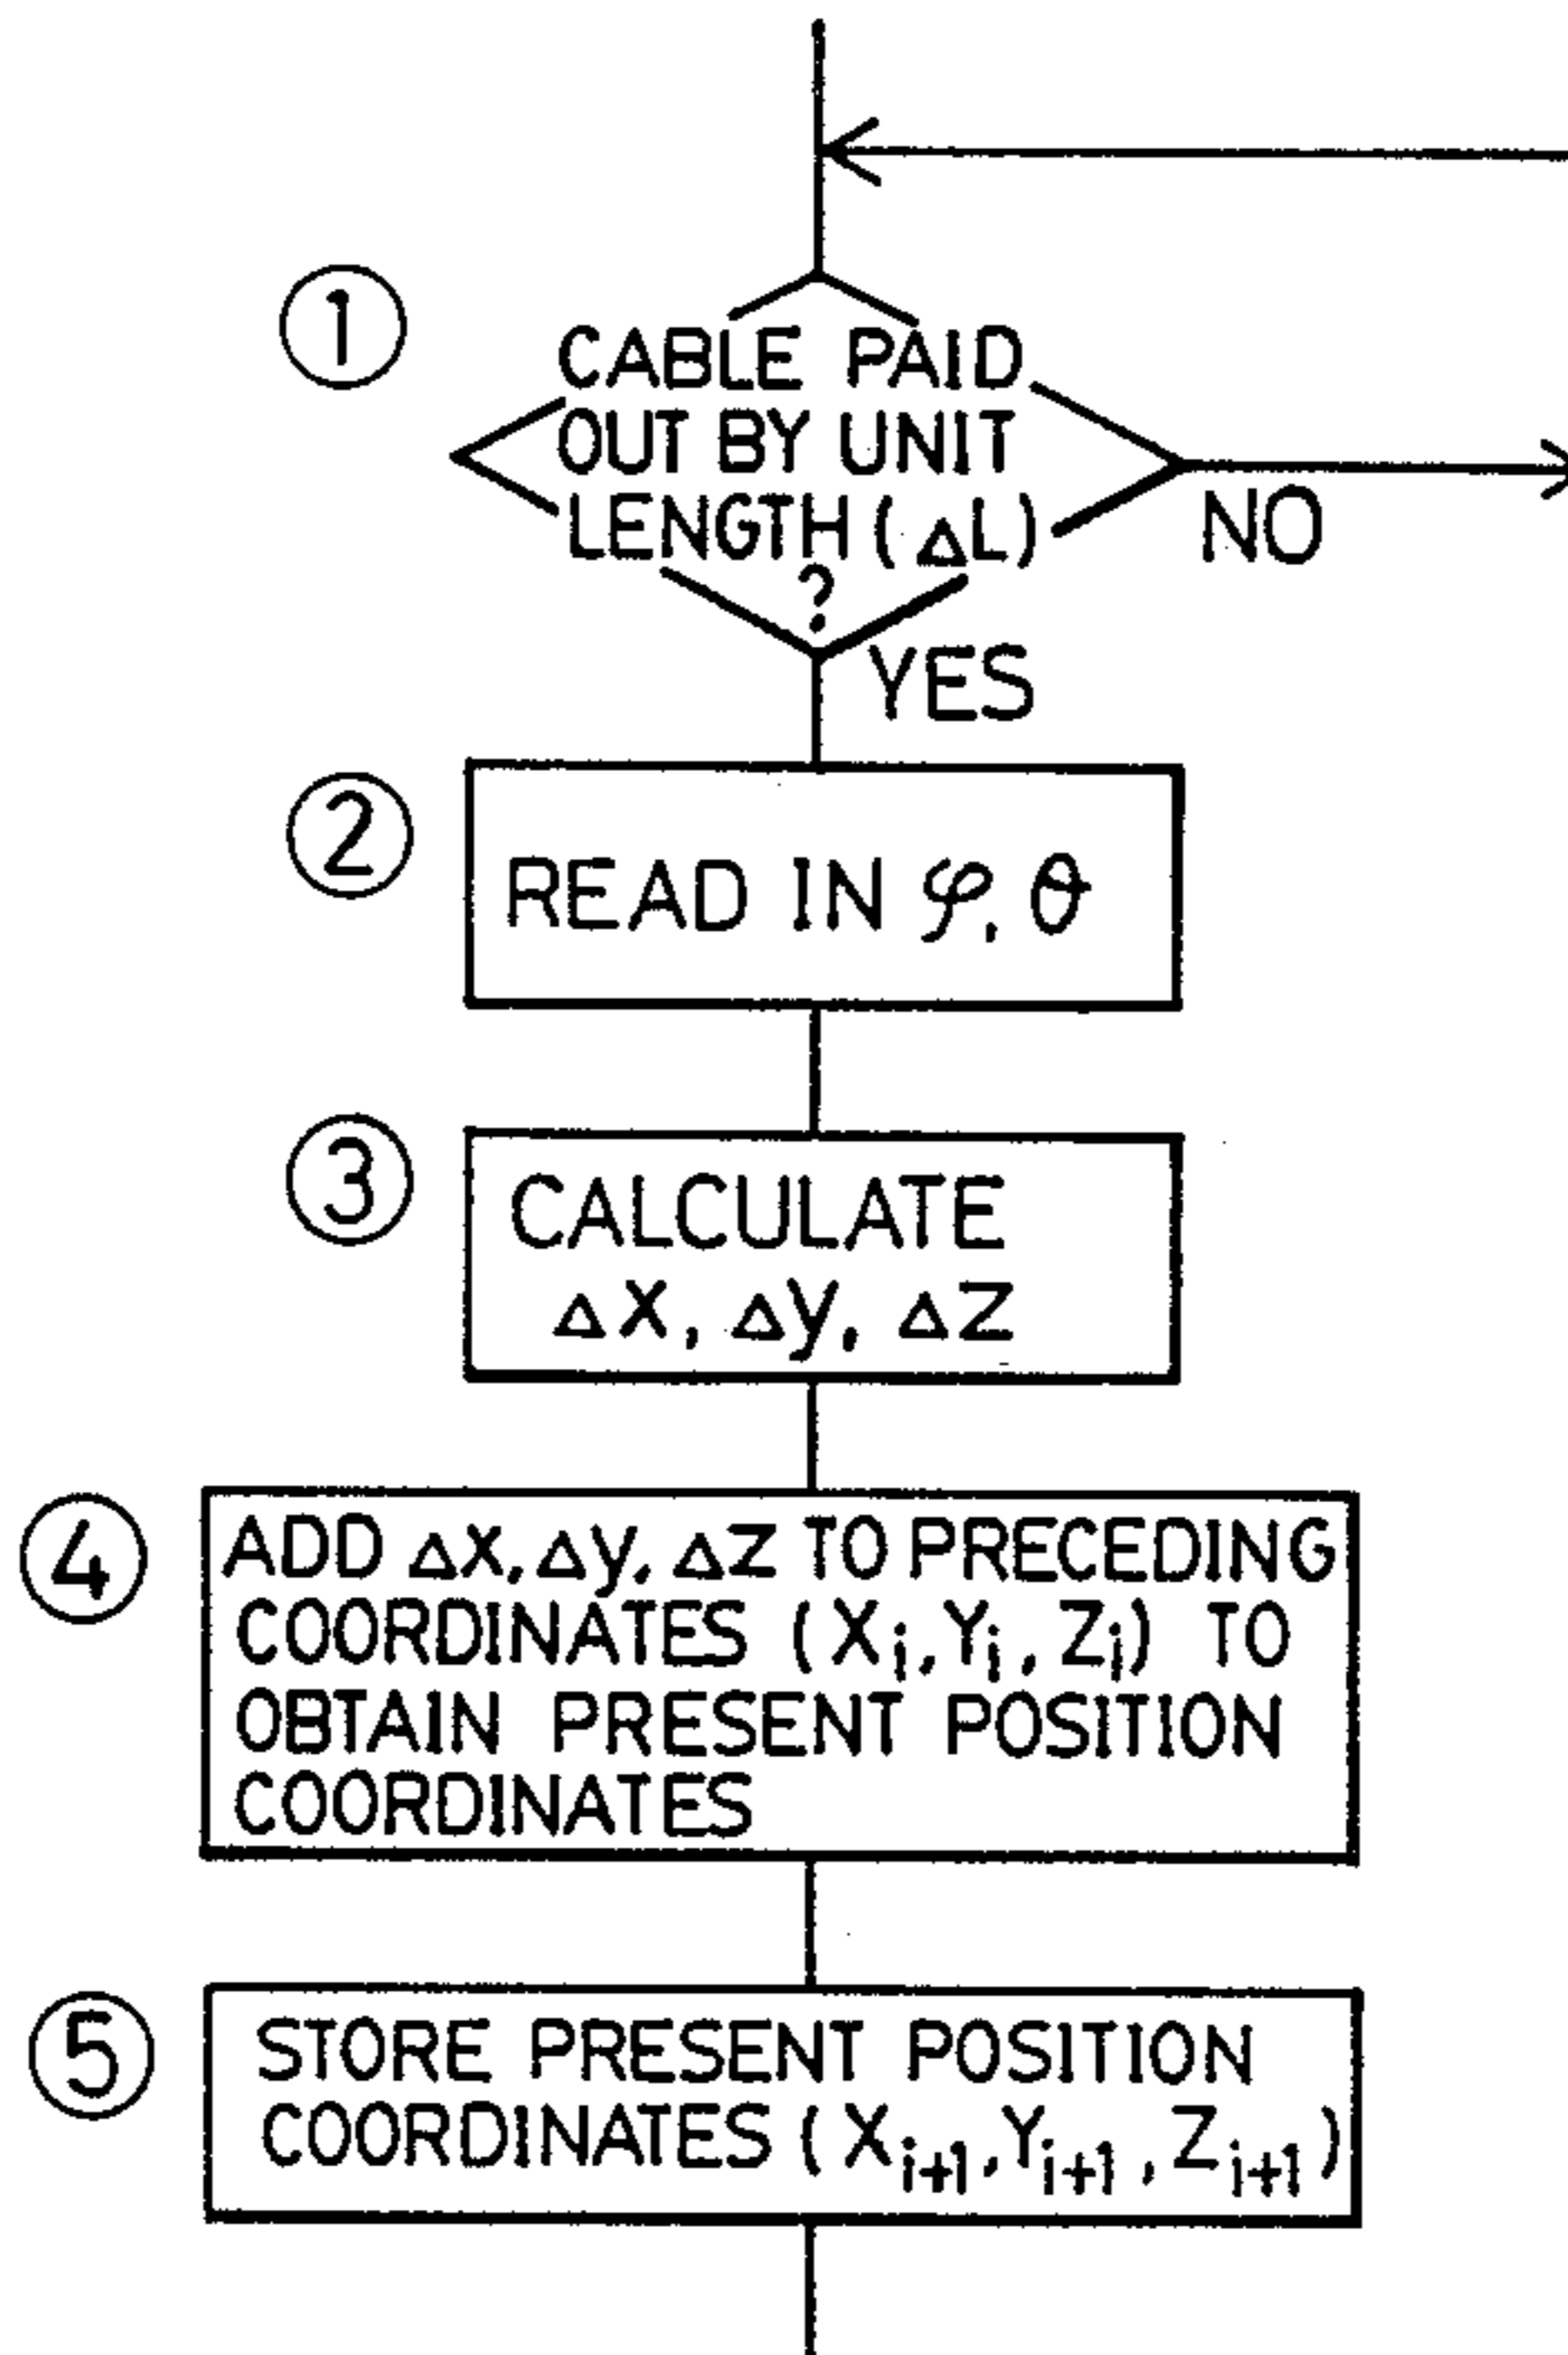 ①
CABLE PAID
OUT BY UNIT
LENGTH (ΔL)
?
NO
YES
②
READ IN φ, θ
③
CALCULATE
Δx, Δy, Δz
④
ADD Δx, Δy, Δz TO PRECEDING
COORDINATES (Xi, Yi, Zi) TO
OBTAIN PRESENT POSITION
COORDINATES
⑤
STORE PRESENT POSITION
COORDINATES (Xi+1, Yi+1, Zi+1)